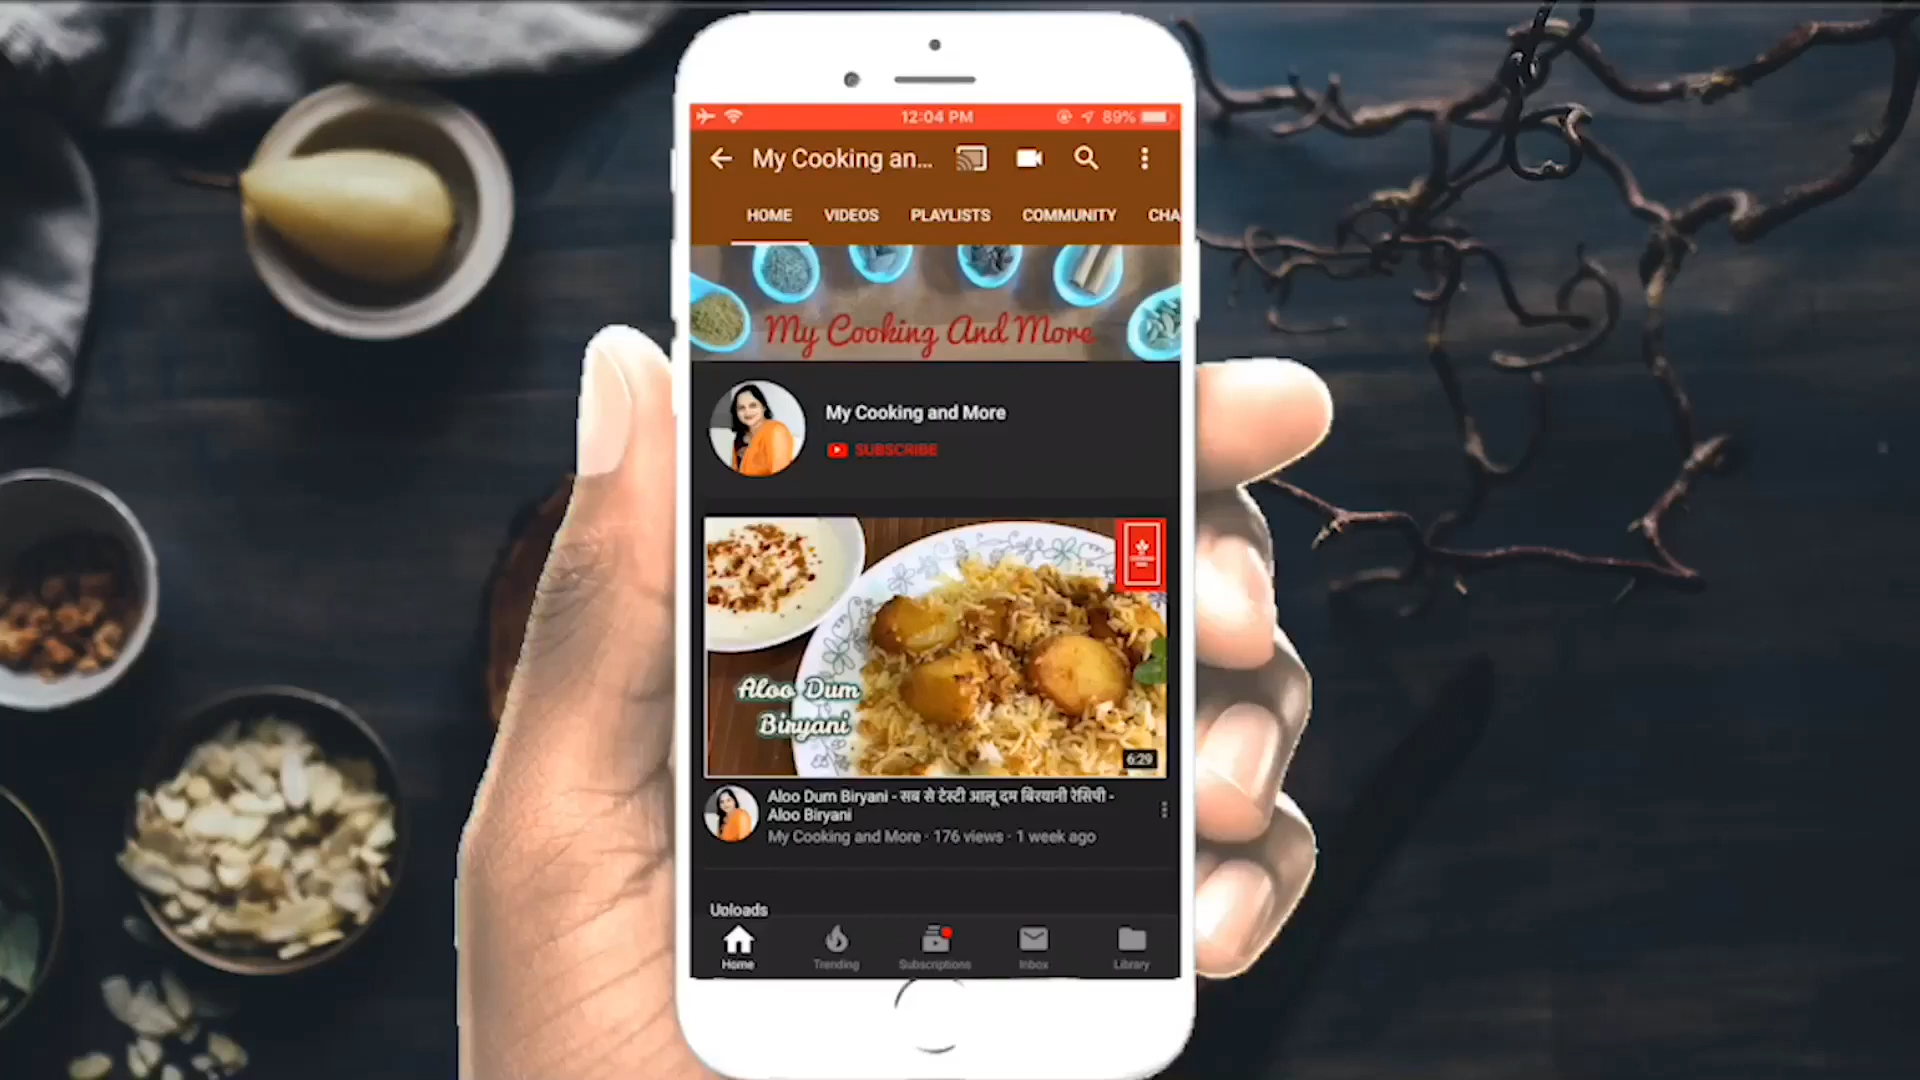 12:04 PM
89%
My Cooking an...
HOME VIDEOS PLAYLISTS COMMUNITY CHA
My Cooking And More
My Cooking and More
SUBSCRIBE
Aloo Dum
Biryani
6:29
Aloo Dum Biryani - सब से टेस्टी आलू दम बिरयानी रेसिपी -
Aloo Biryani
My Cooking and More · 176 views · 1 week ago
Uploads
Home Trending Subscriptions Inbox Library